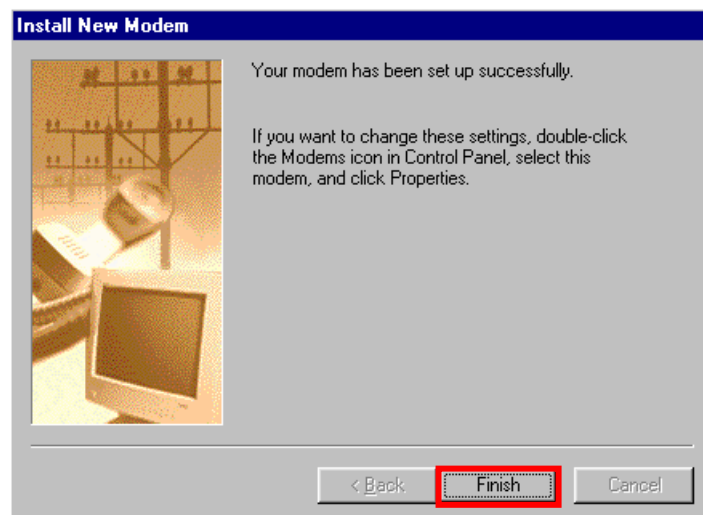 Install New Modem
Your modem has been set up successfully.
If you want to change these settings, double-click
the Modems icon in Control Panel, select this
modem, and click Properties.
< Back
Finish
Cancel